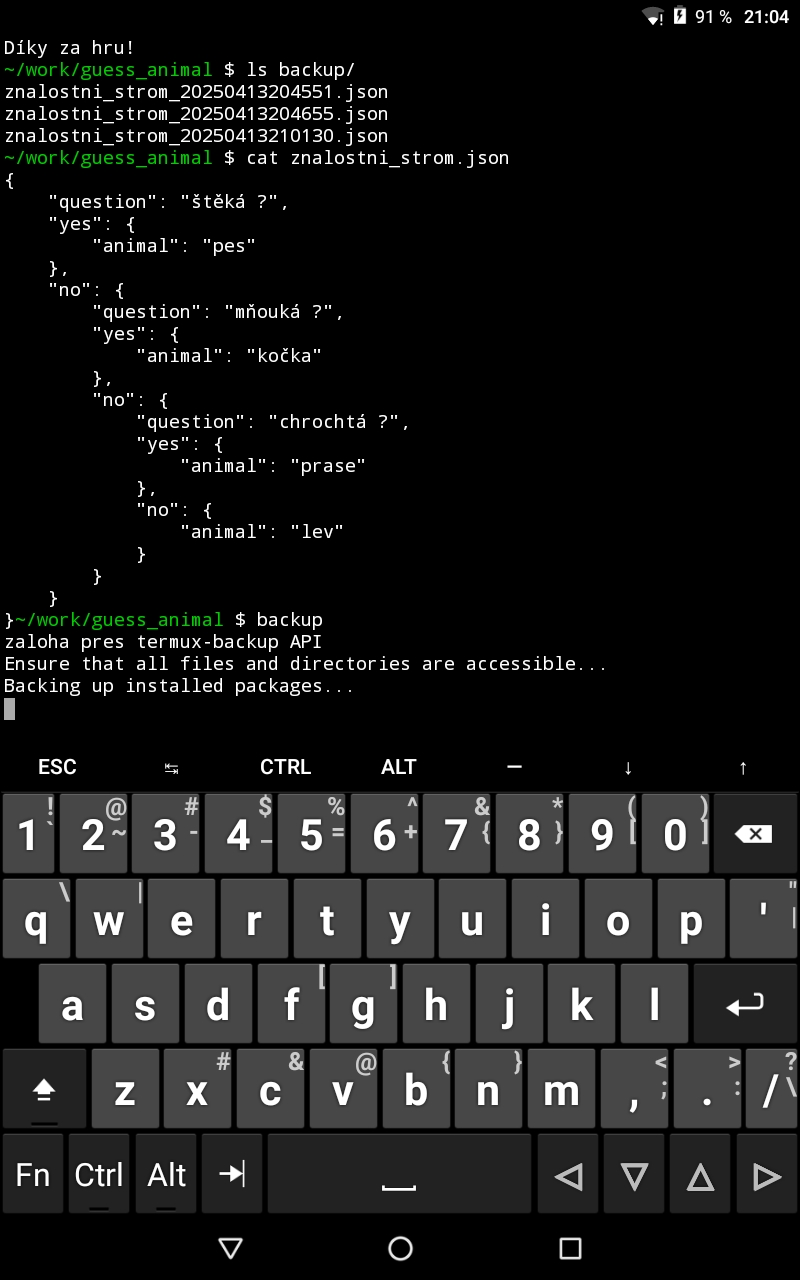 91 % 21:04
Díky za hru!
~/work/guess_animal $ ls backup/
znalostni_strom_20250413204551.json
znalostni_strom_20250413204655.json
znalostni_strom_20250413210130.json
~/work/guess_animal $ cat znalostni_strom.json
{
    "question": "štěká ?",
    "yes": {
        "animal": "pes"
    },
    "no": {
        "question": "mňouká ?",
        "yes": {
            "animal": "kočka"
        },
        "no": {
            "question": "chrochtá ?",
            "yes": {
                "animal": "prase"
            },
            "no": {
                "animal": "lev"
            }
        }
    }
}~/work/guess_animal $ backup
zaloha pres termux-backup API
Ensure that all files and directories are accessible...
Backing up installed packages...
ESC ↹ CTRL ALT — ↓ ↑
1 ! ` 2 @ ~ 3 # - 4 $ _ 5 % = 6 ^ + 7 & { 8 * } 9 ( [ 0 ) ]
q \ w | e r t y u i o p ' " |
a s d f [ g ] h j k l
z x # c & v @ b { n } m , < ; . > : / ? \
Fn Ctrl Alt